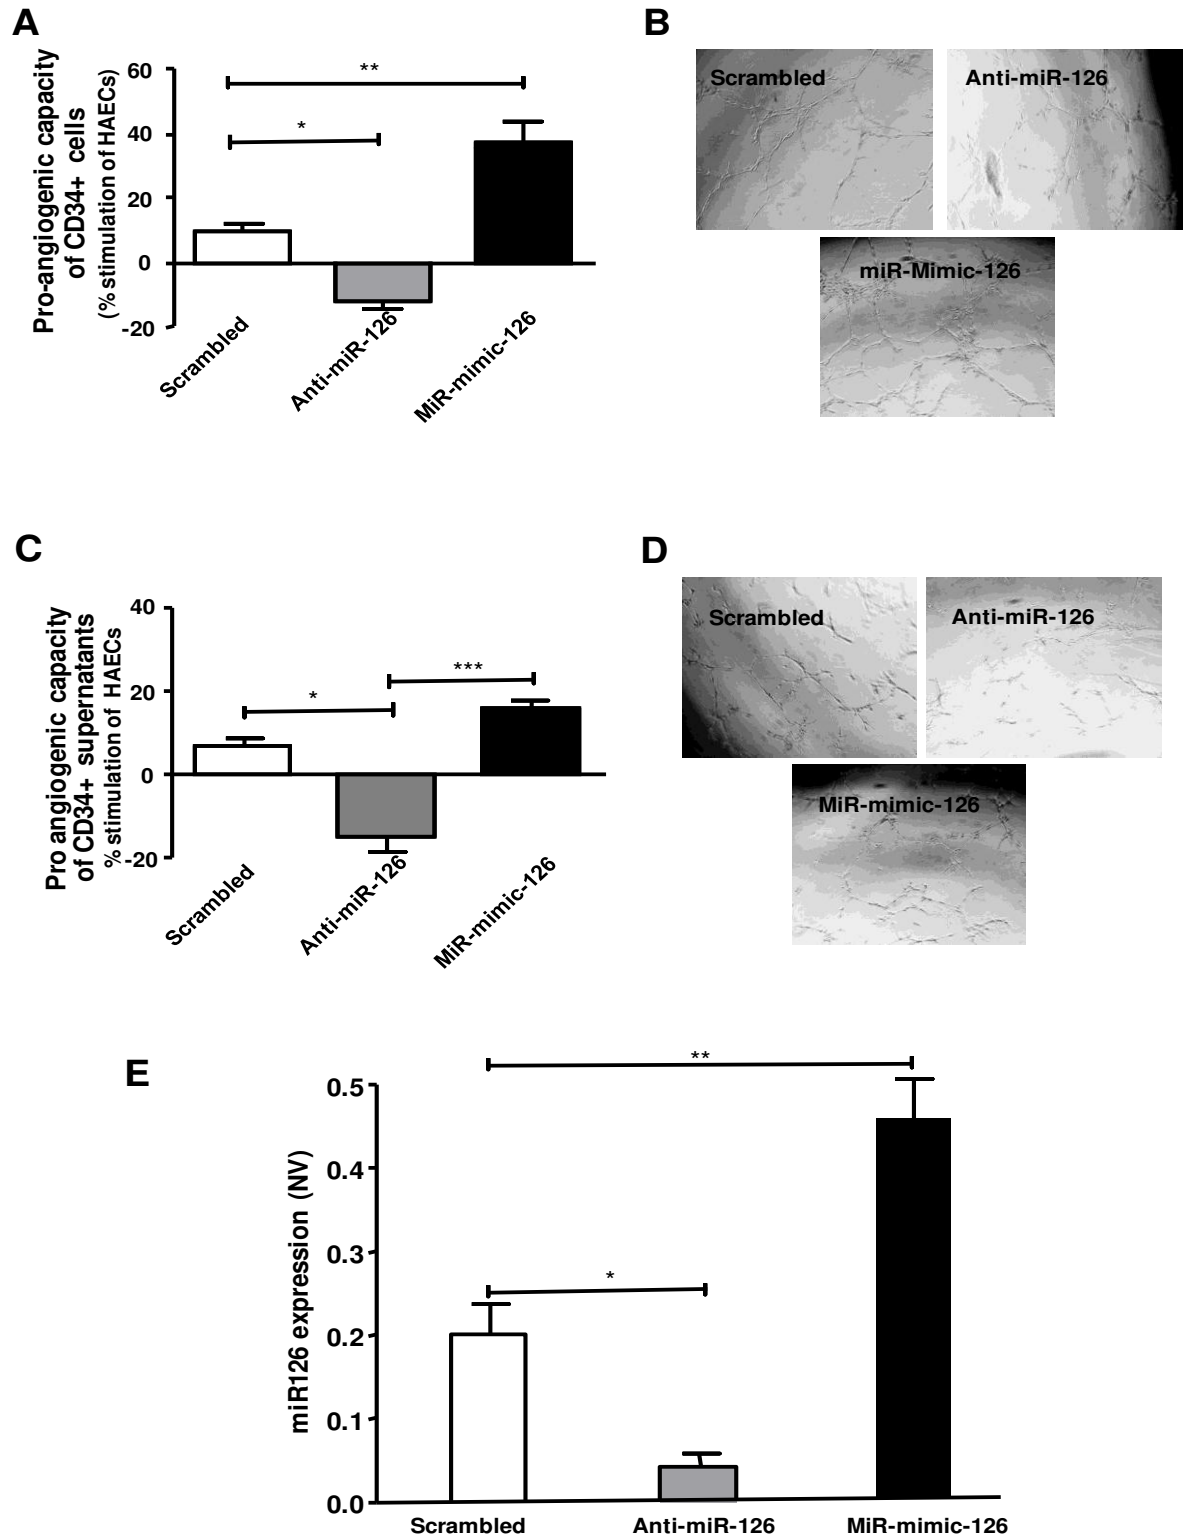 A
Pro-angiogenic capacity
of CD34+ cells
(% stimulation of HAECs)
60
40
20
0
-20
**
*
Scrambled
Anti-miR-126
MiR-mimic-126
B
Scrambled
Anti-miR-126
miR-Mimic-126
C
Pro angiogenic capacity
of CD34+ supernatants
% stimulation of HAECs
40
20
0
-20
*
***
Scrambled
Anti-miR-126
MiR-mimic-126
D
Scrambled
Anti-miR-126
MiR-mimic-126
E
miR126 expression (NV)
0.5
0.4
0.3
0.2
0.1
0.0
**
*
Scrambled
Anti-miR-126
MiR-mimic-126